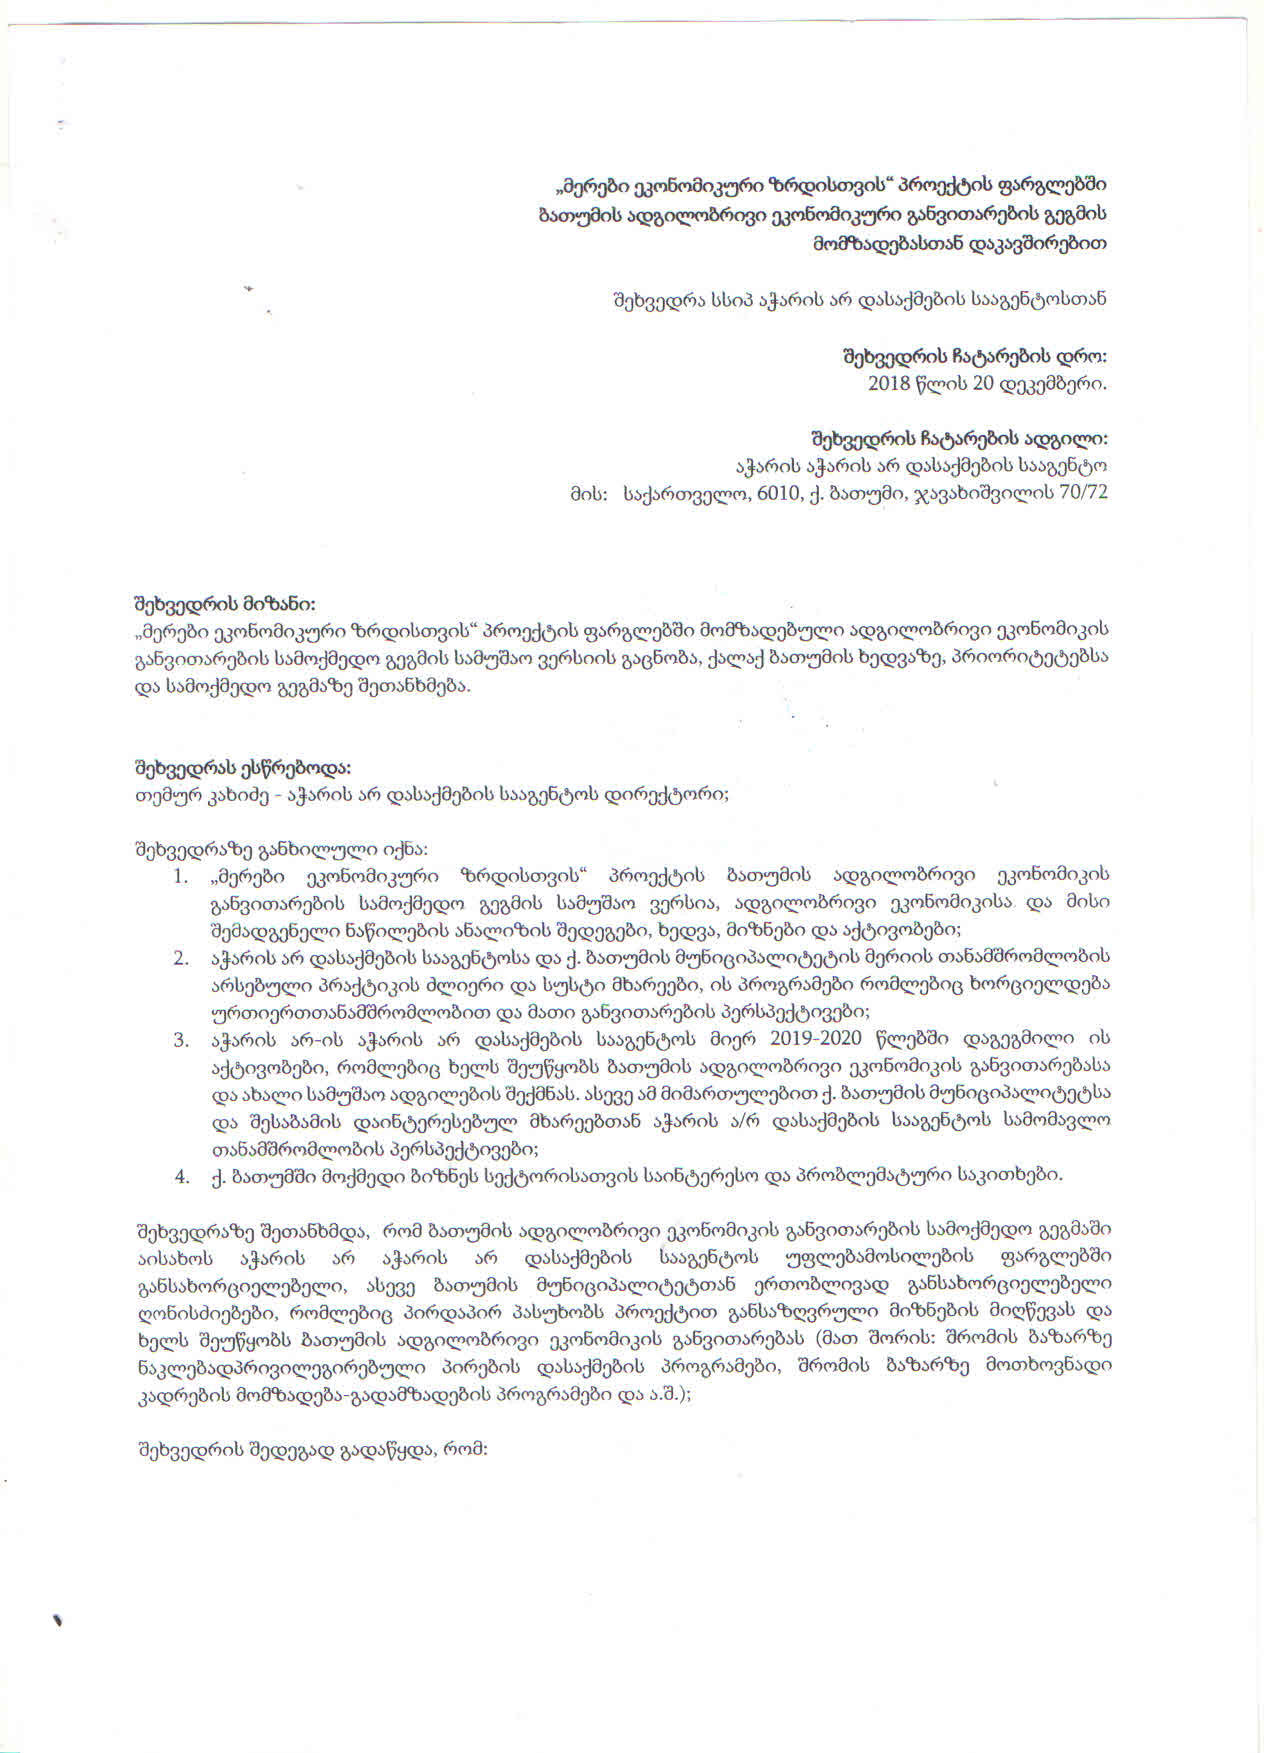 „მერები ეკონომიკური ზრდისთვის“ პროექტის ფარგლებში
ბათუმის ადგილობრივი ეკონომიკური განვითარების გეგმის
მომზადებასთან დაკავშირებით
შეხვედრა სსიპ აჭარის არ დასაქმების სააგენტოსთან
შეხვედრის ჩატარების დრო:
2018 წლის 20 დეკემბერი.
შეხვედრის ჩატარების ადგილი:
აჭარის აჭარის არ დასაქმების სააგენტო
მის: საქართველო, 6010, ქ. ბათუმი, ჯავახიშვილის 70/72
შეხვედრის მიზანი:
„მერები ეკონომიკური ზრდისთვის“ პროექტის ფარგლებში მომზადებული ადგილობრივი ეკონომიკის
განვითარების სამოქმედო გეგმის სამუშაო ვერსიის გაცნობა, ქალაქ ბათუმის ხედვაზე, პრიორიტეტებსა
და სამოქმედო გეგმაზე შეთანხმება.
შეხვედრას ესწრებოდა:
თემურ კახიძე - აჭარის არ დასაქმების სააგენტოს დირექტორი;
შეხვედრაზე განხილული იქნა:
1. „მერები ეკონომიკური ზრდისთვის“ პროექტის ბათუმის ადგილობრივი ეკონომიკის
განვითარების სამოქმედო გეგმის სამუშაო ვერსია, ადგილობრივი ეკონომიკისა და მისი
შემადგენელი ნაწილების ანალიზის შედეგები, ხედვა, მიზნები და აქტივობები;
2. აჭარის არ დასაქმების სააგენტოსა და ქ. ბათუმის მუნიციპალიტეტის მერიის თანამშრომლობის
არსებული პრაქტიკის ძლიერი და სუსტი მხარეები, ის პროგრამები რომლებიც ხორციელდება
ურთიერთთანამშრომლობით და მათი განვითარების პერსპექტივები;
3. აჭარის არ-ის აჭარის არ დასაქმების სააგენტოს მიერ 2019-2020 წლებში დაგეგმილი ის
აქტივობები, რომლებიც ხელს შეუწყობს ბათუმის ადგილობრივი ეკონომიკის განვითარებასა
და ახალი სამუშაო ადგილების შექმნას. ასევე ამ მიმართულებით ქ. ბათუმის მუნიციპალიტეტსა
და შესაბამის დაინტერესებულ მხარეებთან აჭარის ა/რ დასაქმების სააგენტოს სამომავლო
თანამშრომლობის პერსპექტივები;
4. ქ. ბათუმში მოქმედი ბიზნეს სექტორისათვის საინტერესო და პრობლემატური საკითხები.
შეხვედრაზე შეთანხმდა, რომ ბათუმის ადგილობრივი ეკონომიკის განვითარების სამოქმედო გეგმაში
აისახოს აჭარის არ აჭარის არ დასაქმების სააგენტოს უფლებამოსილების ფარგლებში
განსახორციელებელი, ასევე ბათუმის მუნიციპალიტეტთან ერთობლივად განსახორციელებელი
ღონისძიებები, რომლებიც პირდაპირ პასუხობს პროექტით განსაზღვრული მიზნების მიღწევას და
ხელს შეუწყობს ბათუმის ადგილობრივი ეკონომიკის განვითარებას (მათ შორის: შრომის ბაზარზე
ნაკლებადპრივილეგირებული პირების დასაქმების პროგრამები, შრომის ბაზარზე მოთხოვნადი
კადრების მომზადება-გადამზადების პროგრამები და ა.შ.);
შეხვედრის შედეგად გადაწყდა, რომ: